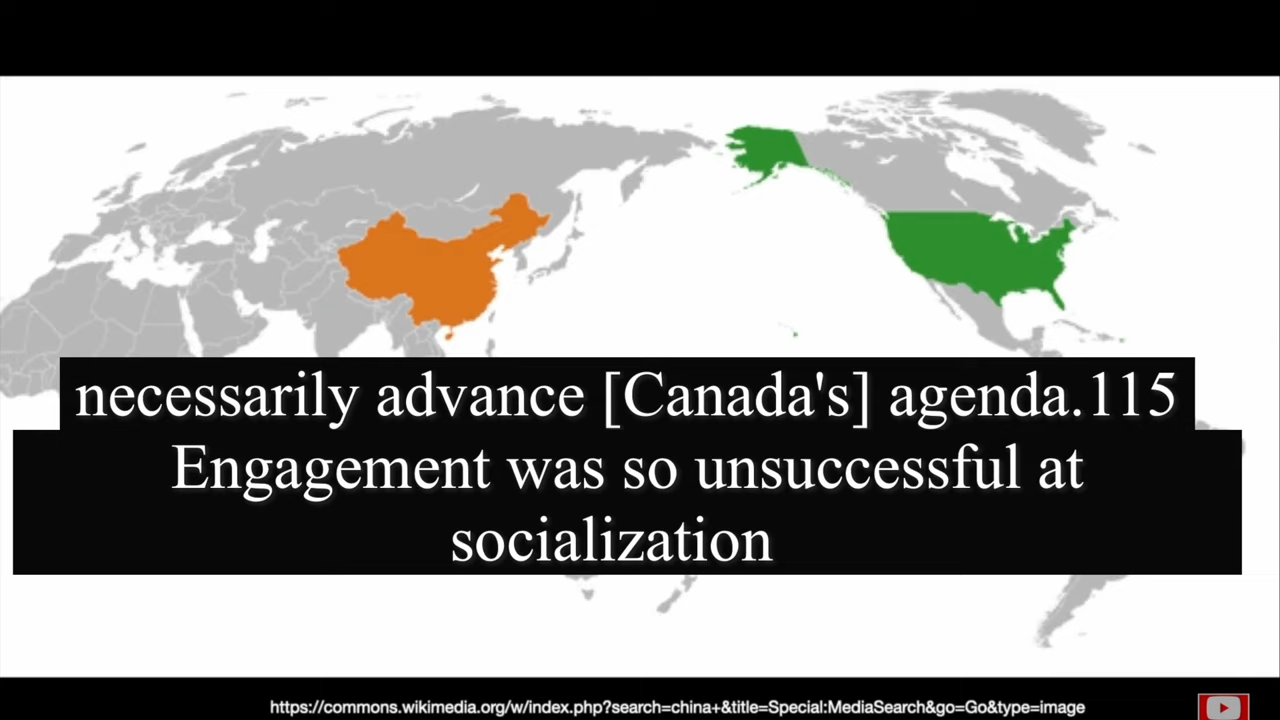 necessarily advance [Canada's] agenda.115
Engagement was so unsuccessful at
socialization
https://commons.wikimedia.org/w/index.php?search=china+&title=Special:MediaSearch&go=Go&type=image